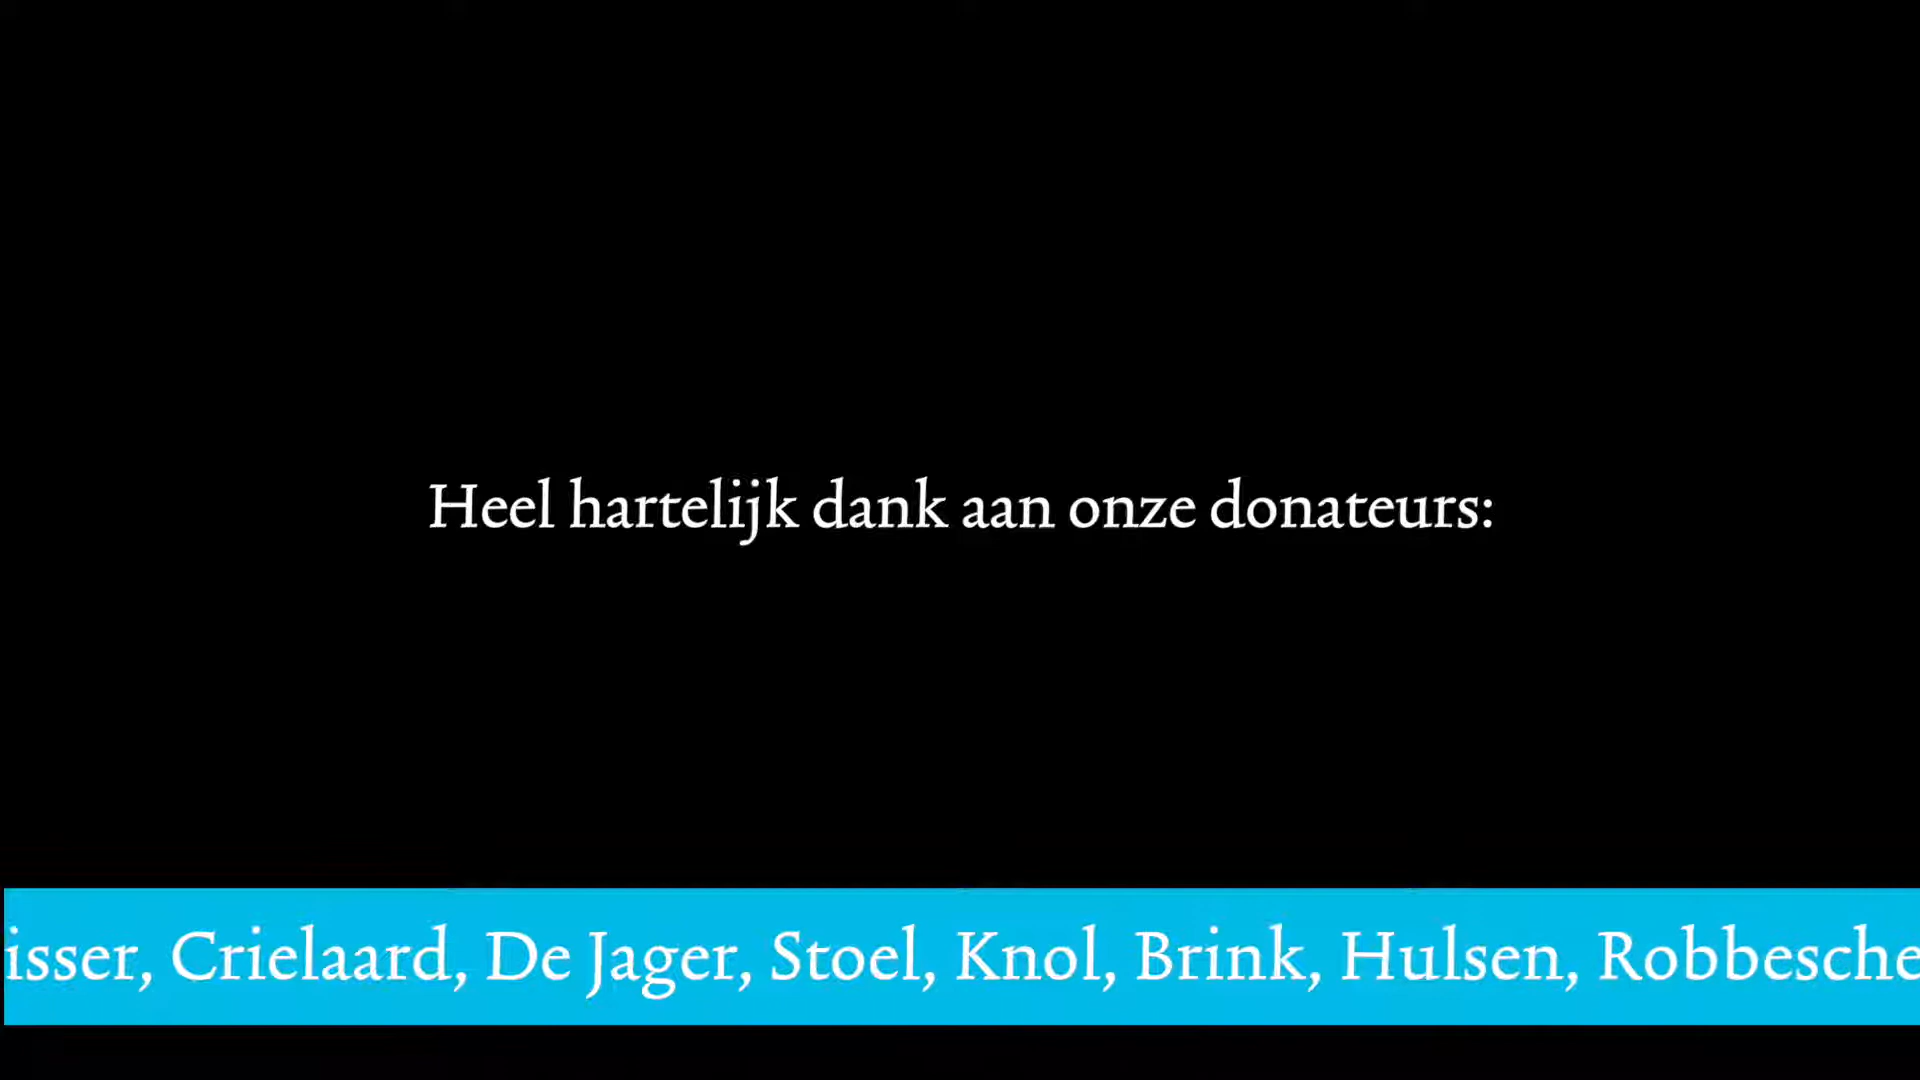 Heel hartelijk dank aan onze donateurs:
isser, Crielaard, De Jager, Stoel, Knol, Brink, Hulsen, Robbesche